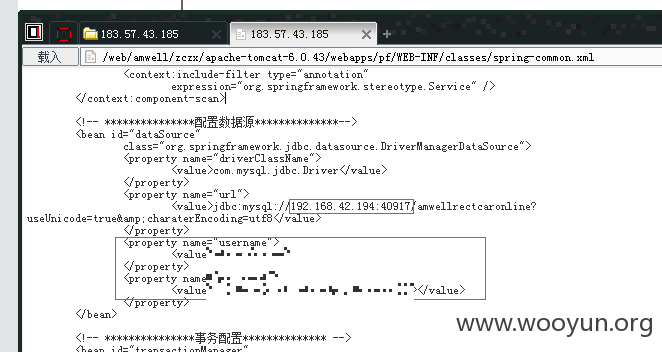 183.57.43.185
183.57.43.185
载入
/web/amwell/zczx/apache-tomcat-6.0.43/webapps/pf/WEB-INF/classes/spring-common.xml
<context:include-filter type="annotation"
expression="org.springframework.stereotype.Service" />
</context:component-scan>
<!-- ***************配置数据源**************-->
<bean id="dataSource"
class="org.springframework.jdbc.datasource.DriverManagerDataSource">
<property name="driverClassName">
<value>com.mysql.jdbc.Driver</value>
</property>
<property name="url">
<value>jdbc:mysql://192.168.42.194:40917/amwellrectcaronline?
useUnicode=true&amp;charaterEncoding=utf8</value>
</property>
<property name="username">
<value
</property>
<property name
<value </value>
</property>
</bean>
<!-- ***************事务配置************** -->
<bean id="transactionManager"
www.wooyun.org